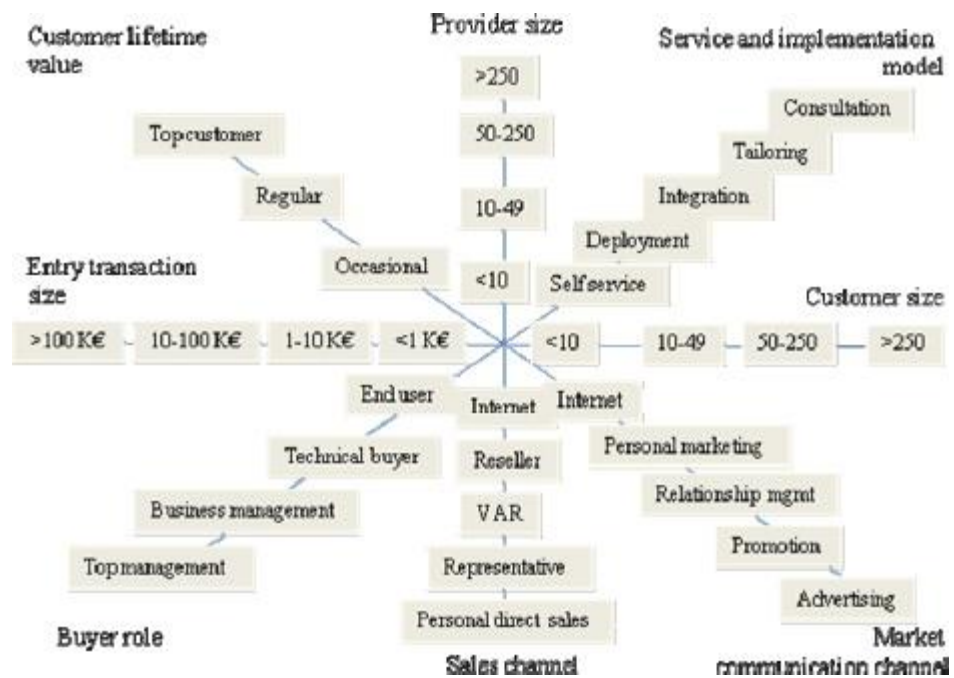 Customer lifetime
value
Provider size
Service and implementation
model
>250
50-250
10-49
<10
Top customer
Regular
Occasional
Consultation
Tailoring
Integration
Deployment
Self service
Entry transaction
size
Customer size
>100 K€
10-100 K€
1-10 K€
<1 K€
<10
10-49
50-250
>250
End user
Technical buyer
Business management
Top management
Internet
Reseller
VAR
Representative
Personal direct sales
Internet
Personal marketing
Relationship mgmt
Promotion
Advertising
Buyer role
Sales channel
Market
communication channel